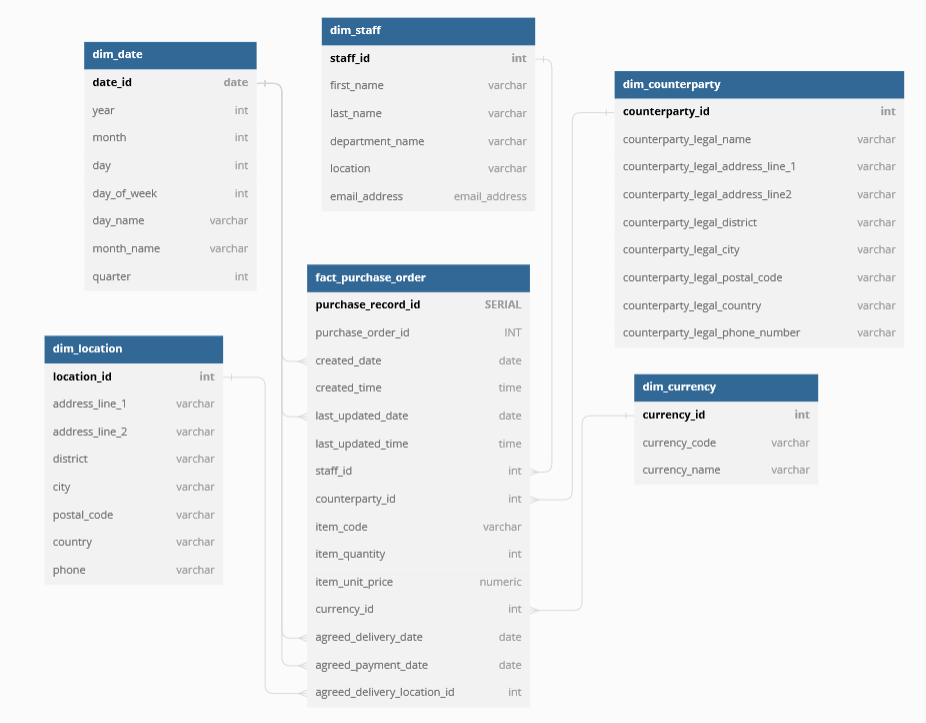 dim_date
date_id date
year int
month int
day int
day_of_week int
day_name varchar
month_name varchar
quarter int
dim_staff
staff_id int
first_name varchar
last_name varchar
department_name varchar
location varchar
email_address email_address
dim_counterparty
counterparty_id int
counterparty_legal_name varchar
counterparty_legal_address_line_1 varchar
counterparty_legal_address_line2 varchar
counterparty_legal_district varchar
counterparty_legal_city varchar
counterparty_legal_postal_code varchar
counterparty_legal_country varchar
counterparty_legal_phone_number varchar
fact_purchase_order
purchase_record_id SERIAL
purchase_order_id INT
created_date date
created_time time
last_updated_date date
last_updated_time time
staff_id int
counterparty_id int
item_code varchar
item_quantity int
item_unit_price numeric
currency_id int
agreed_delivery_date date
agreed_payment_date date
agreed_delivery_location_id int
dim_location
location_id int
address_line_1 varchar
address_line_2 varchar
district varchar
city varchar
postal_code varchar
country varchar
phone varchar
dim_currency
currency_id int
currency_code varchar
currency_name varchar